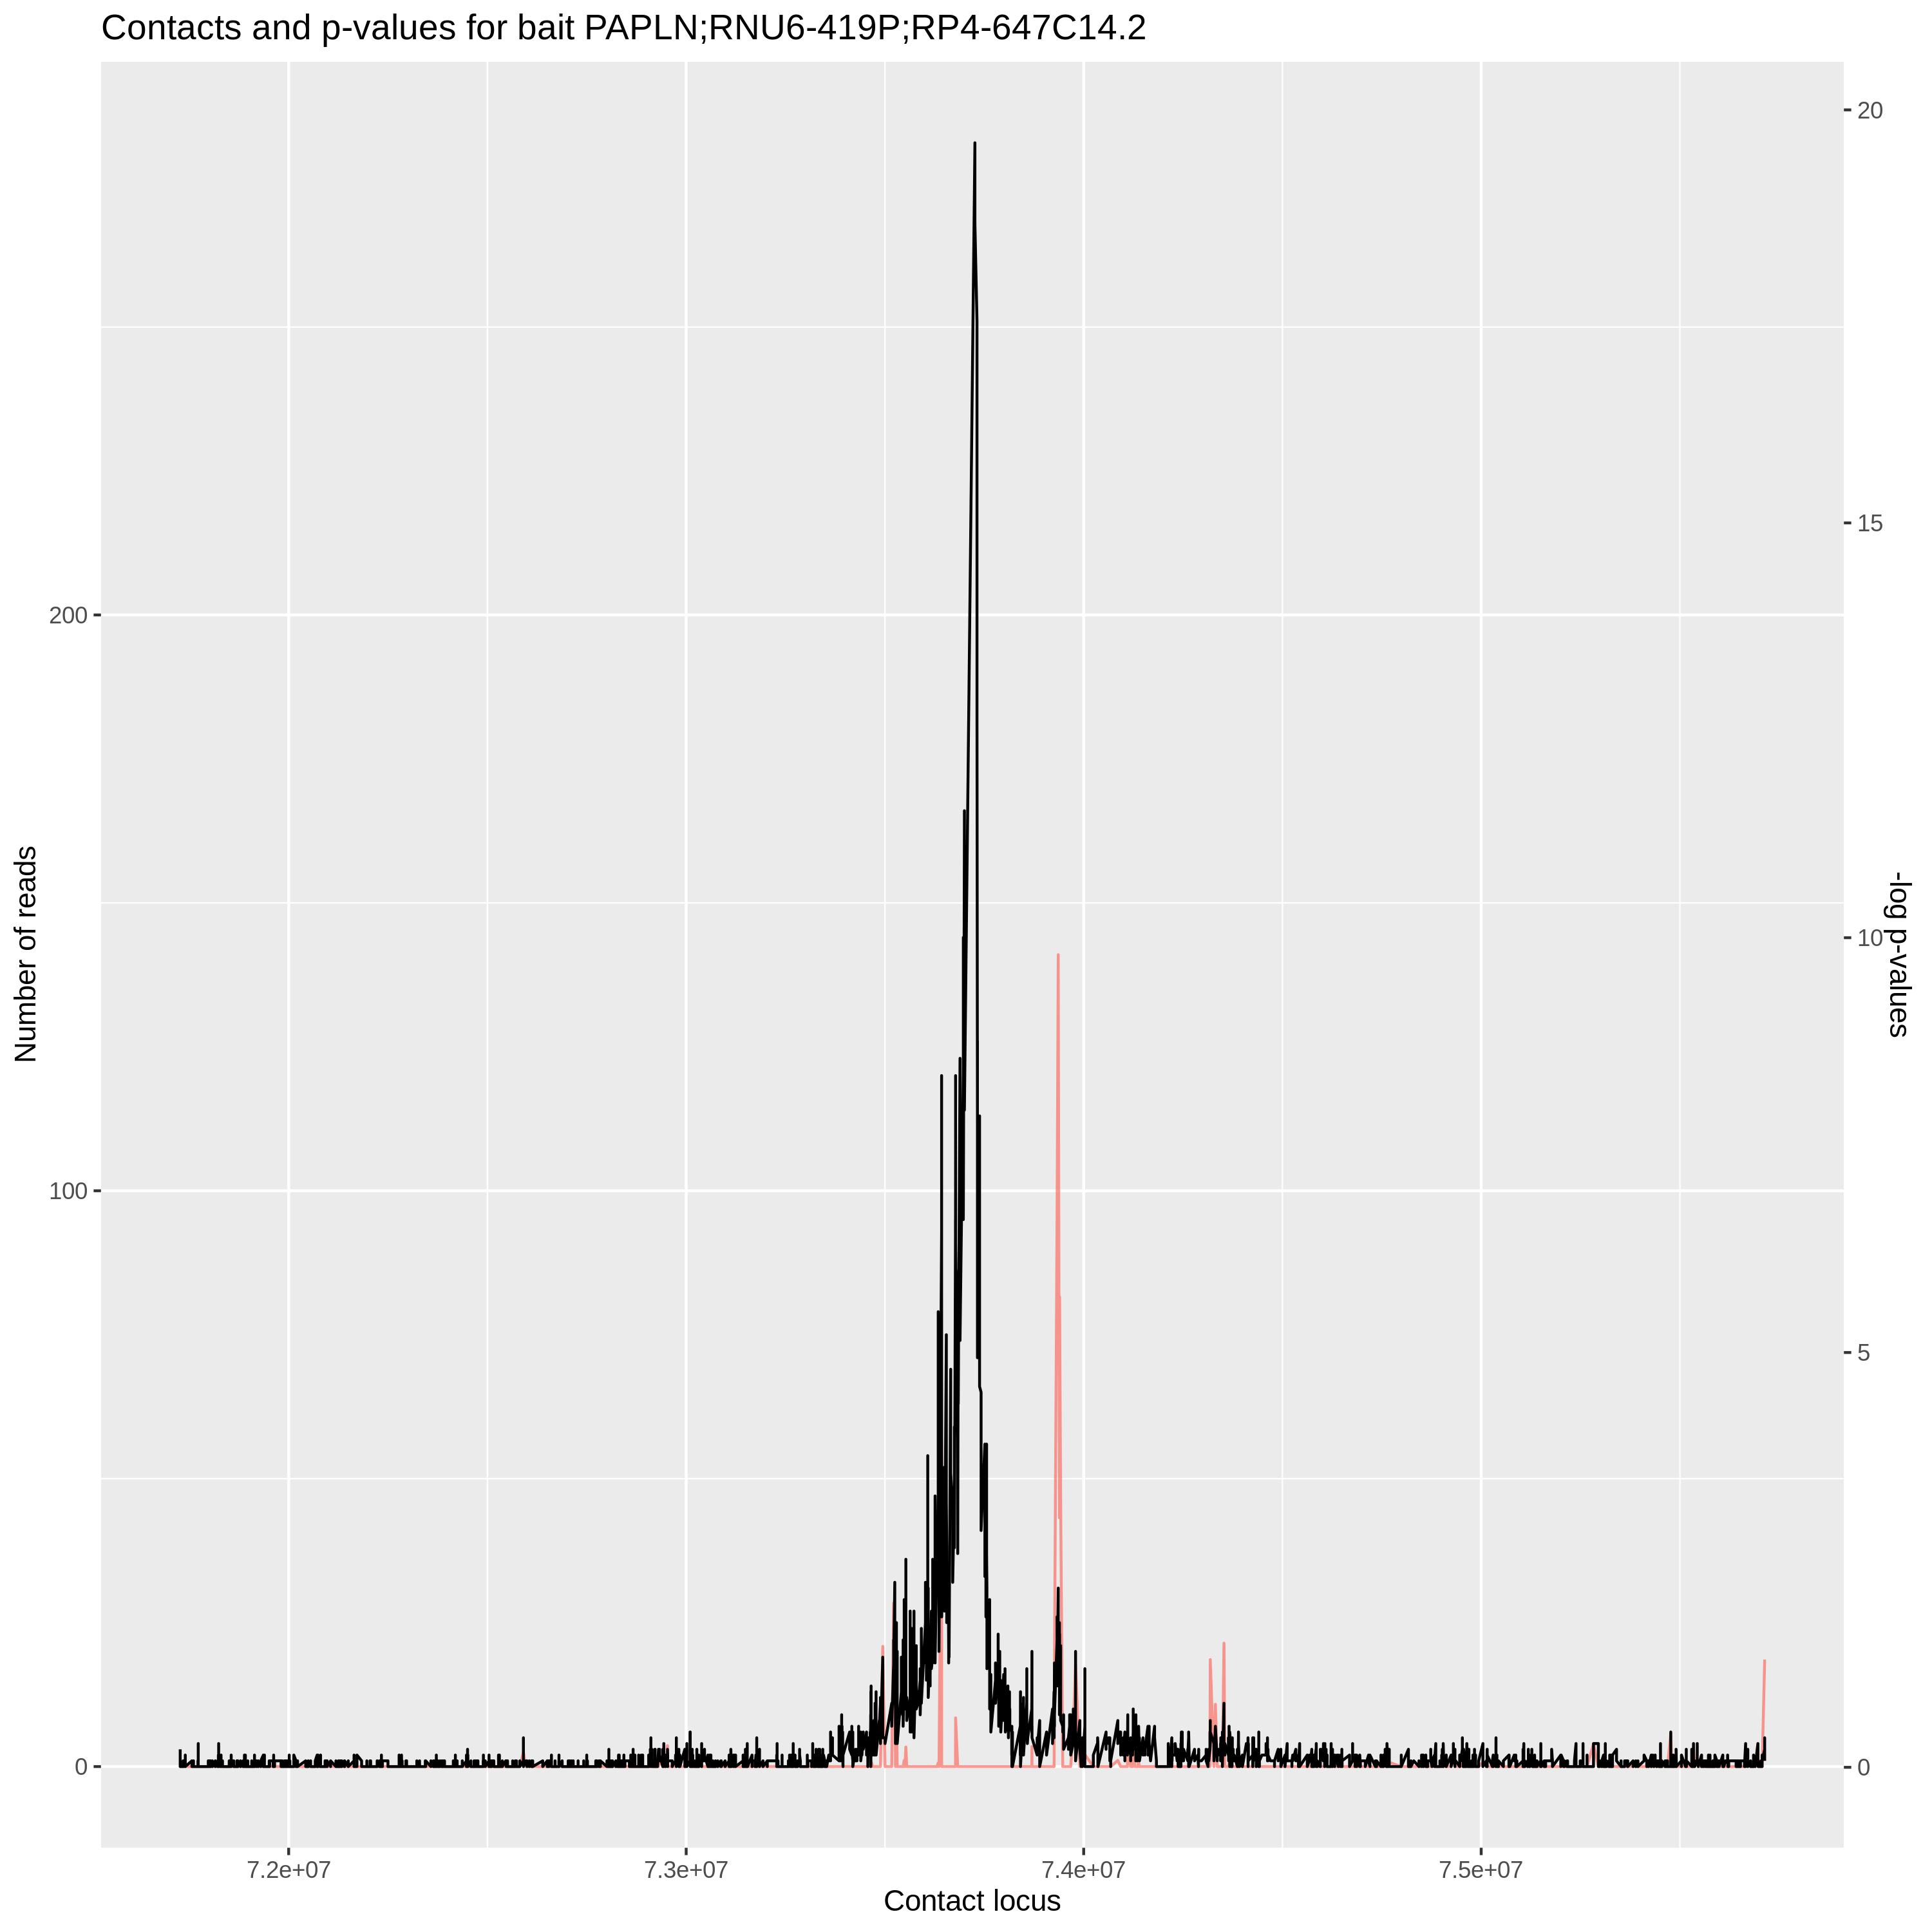 Contacts and p-values for bait PAPLN;RNU6-419P;RP4-647C14.2
20
15
200
10
Number of reads
-log p-values
100
5
0
0
7.2e+07
7.3e+07
7.4e+07
7.5e+07
Contact locus